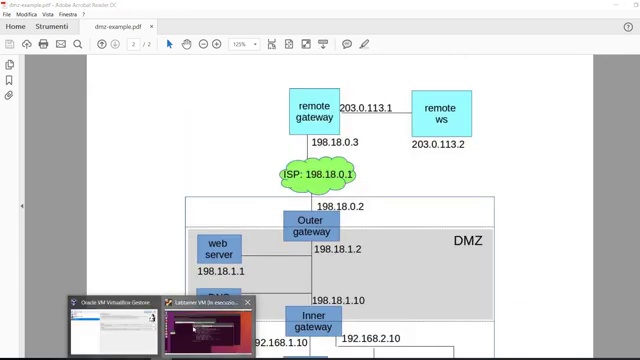 dmz-example.pdf - Adobe Acrobat Reader DC
File Modifica Vista Finestra ?
Home Strumenti dmz-example.pdf ×
2 / 2 125%
remote
gateway
203.0.113.1
remote
ws
198.18.0.3
203.0.113.2
ISP: 198.18.0.1
198.18.0.2
Outer
gateway
DMZ
web
server
198.18.1.2
198.18.1.1
DNS
198.18.1.10
Oracle VM VirtualBox Gestore
Labtainer VM [In esecuzio...
Inner
gateway
92.168.1.10
192.168.2.10